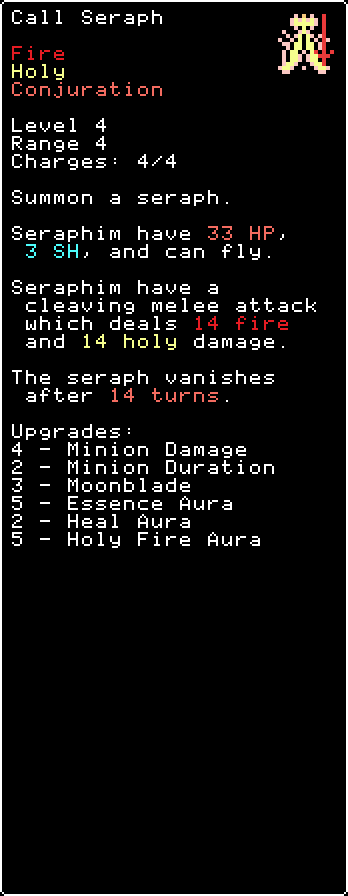 Call Seraph
Fire
Holy
Conjuration
Level 4
Range 4
Charges: 4/4
Summon a seraph.
Seraphim have 33 HP,
3 SH, and can fly.
Seraphim have a
cleaving melee attack
which deals 14 fire
and 14 holy damage.
The seraph vanishes
after 14 turns.
Upgrades:
4 - Minion Damage
2 - Minion Duration
3 - Moonblade
5 - Essence Aura
2 - Heal Aura
5 - Holy Fire Aura